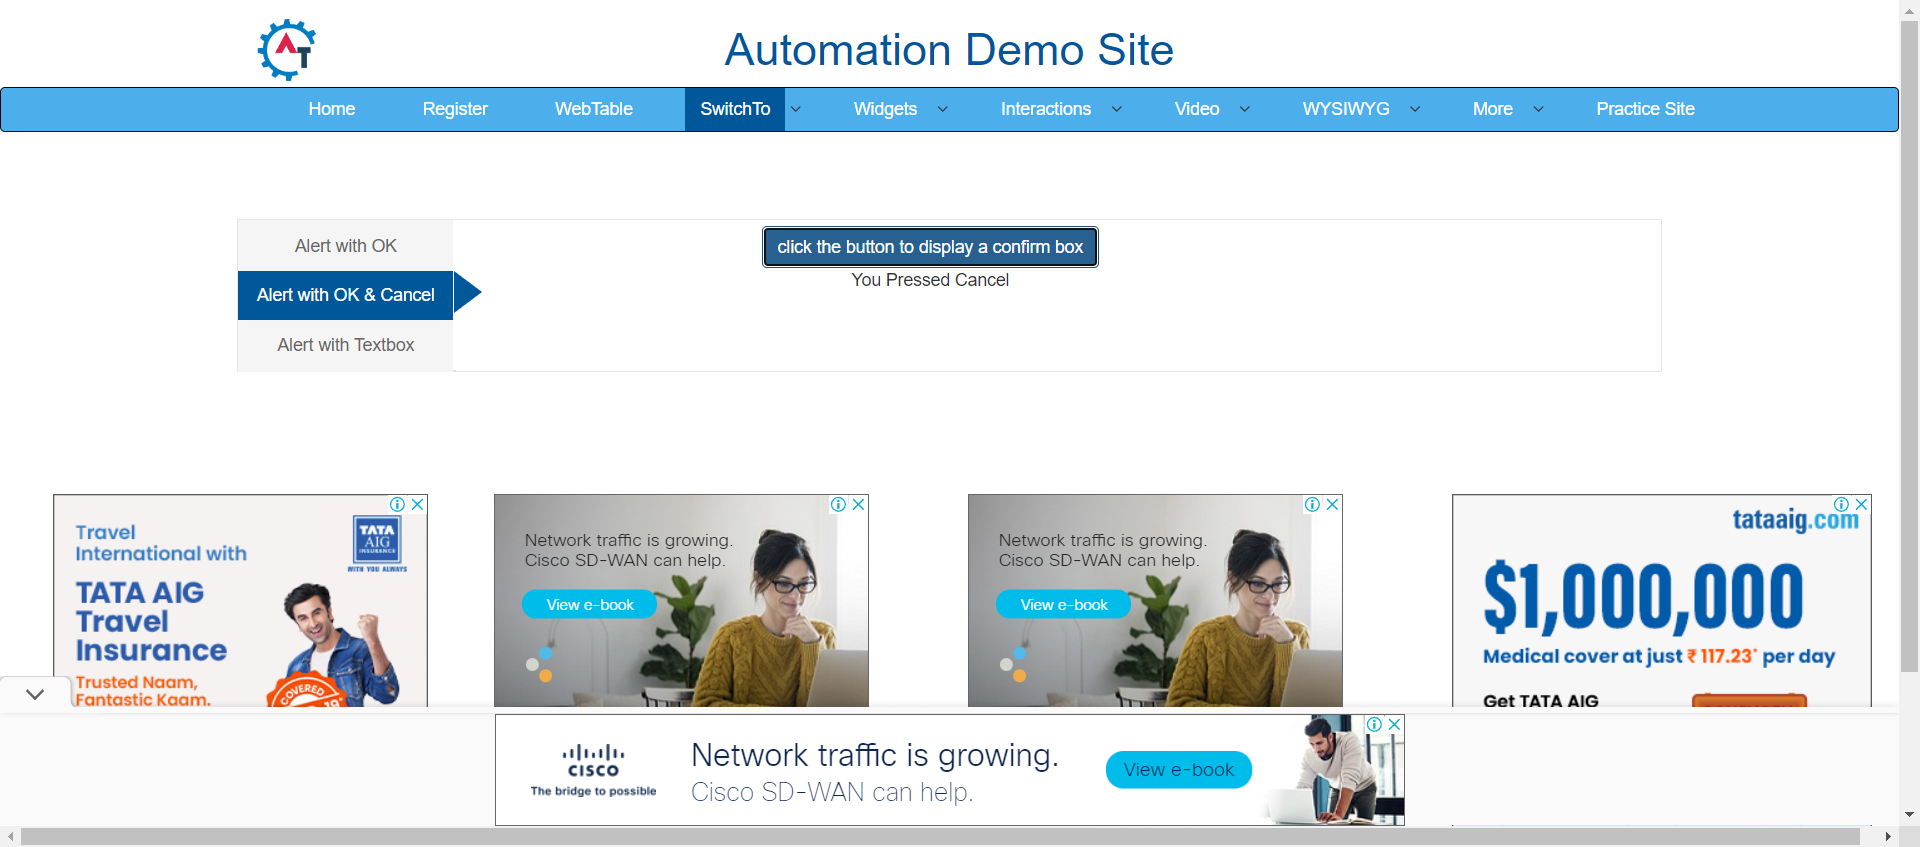 AT
Automation Demo Site
Home Register WebTable SwitchTo Widgets Interactions Video WYSIWYG More Practice Site
Alert with OK
Alert with OK & Cancel
Alert with Textbox
click the button to display a confirm box
You Pressed Cancel
Travel
International with
TATA AIG
Travel
Insurance
Trusted Naam,
Fantastic Kaam.
TATA
AIG
INSURANCE
WITH YOU ALWAYS
COVERED
Network traffic is growing.
Cisco SD-WAN can help.
View e-book
Network traffic is growing.
Cisco SD-WAN can help.
View e-book
tataaig.com
$1,000,000
Medical cover at just ₹ 117.23* per day
Get TATA AIG
CISCO
The bridge to possible
Network traffic is growing.
Cisco SD-WAN can help.
View e-book